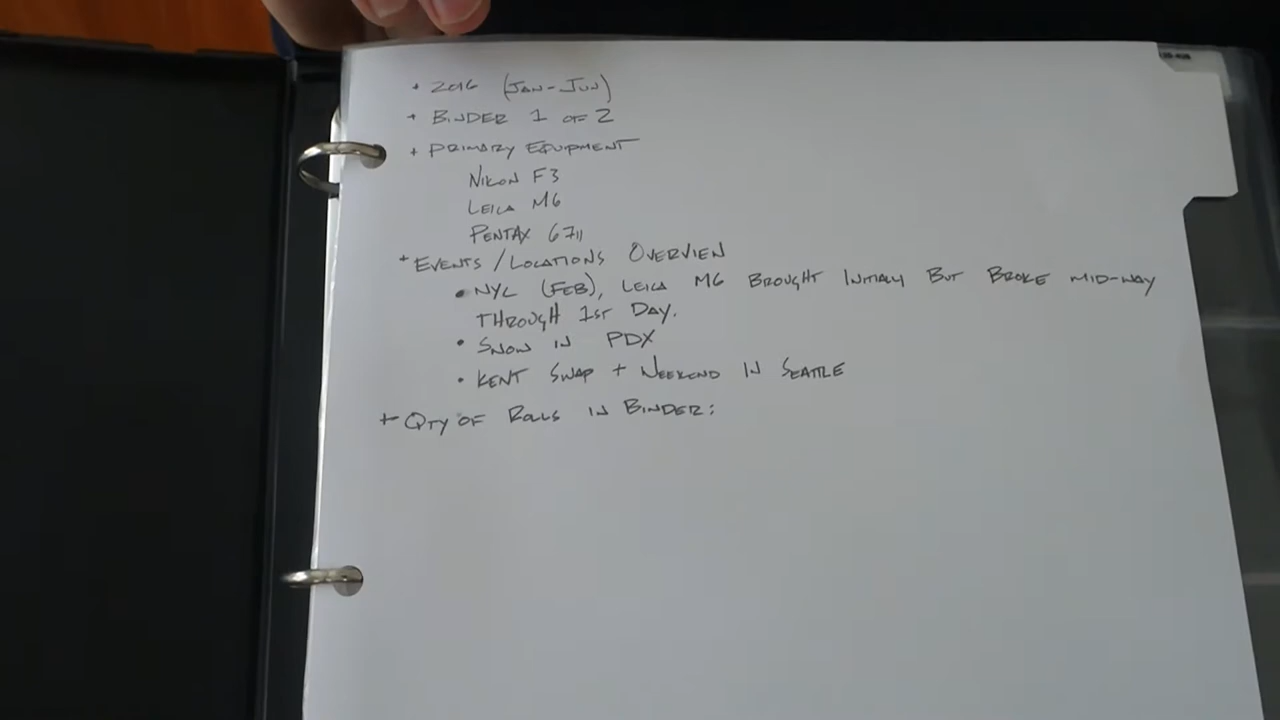 + 2016 (JAN-JUN)
+ BINDER 1 OF 2
+ PRIMARY EQUIPMENT
NIKON F3
LEICA M6
PENTAX 67II
+ EVENTS / LOCATIONS OVERVIEW
• NYC (FEB), LEICA M6 BROUGHT INITIALLY BUT BROKE MID-WAY
THROUGH 1ST DAY.
• SNOW IN PDX
• KENT SWAP + WEEKEND IN SEATTLE
+ QTY OF ROLLS IN BINDER: